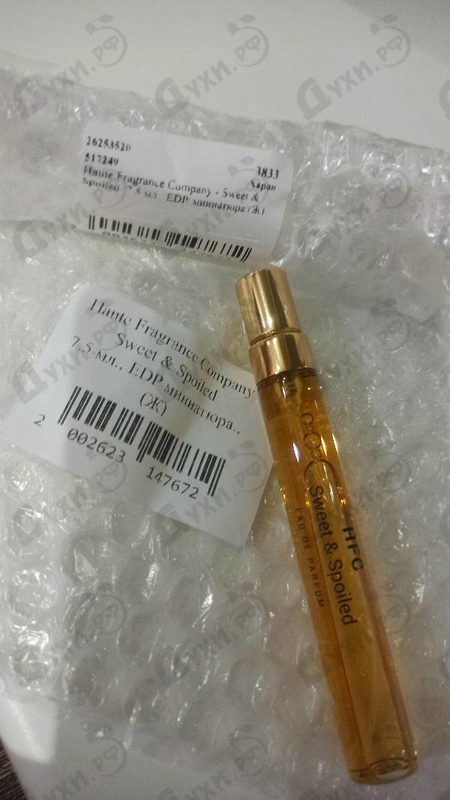 26253520
517249
3833
Haute Fragrance Company - Sweet &
Spoiled, 7.5 мл., EDP миниатюра (Ж)
Haute Fragrance Company
Sweet & Spoiled
7.5 мл., EDP миниатюра.,
(Ж)
2 002623 147672
HFC
Sweet & Spoiled
EAU DE PARFUM
Духи.РФ